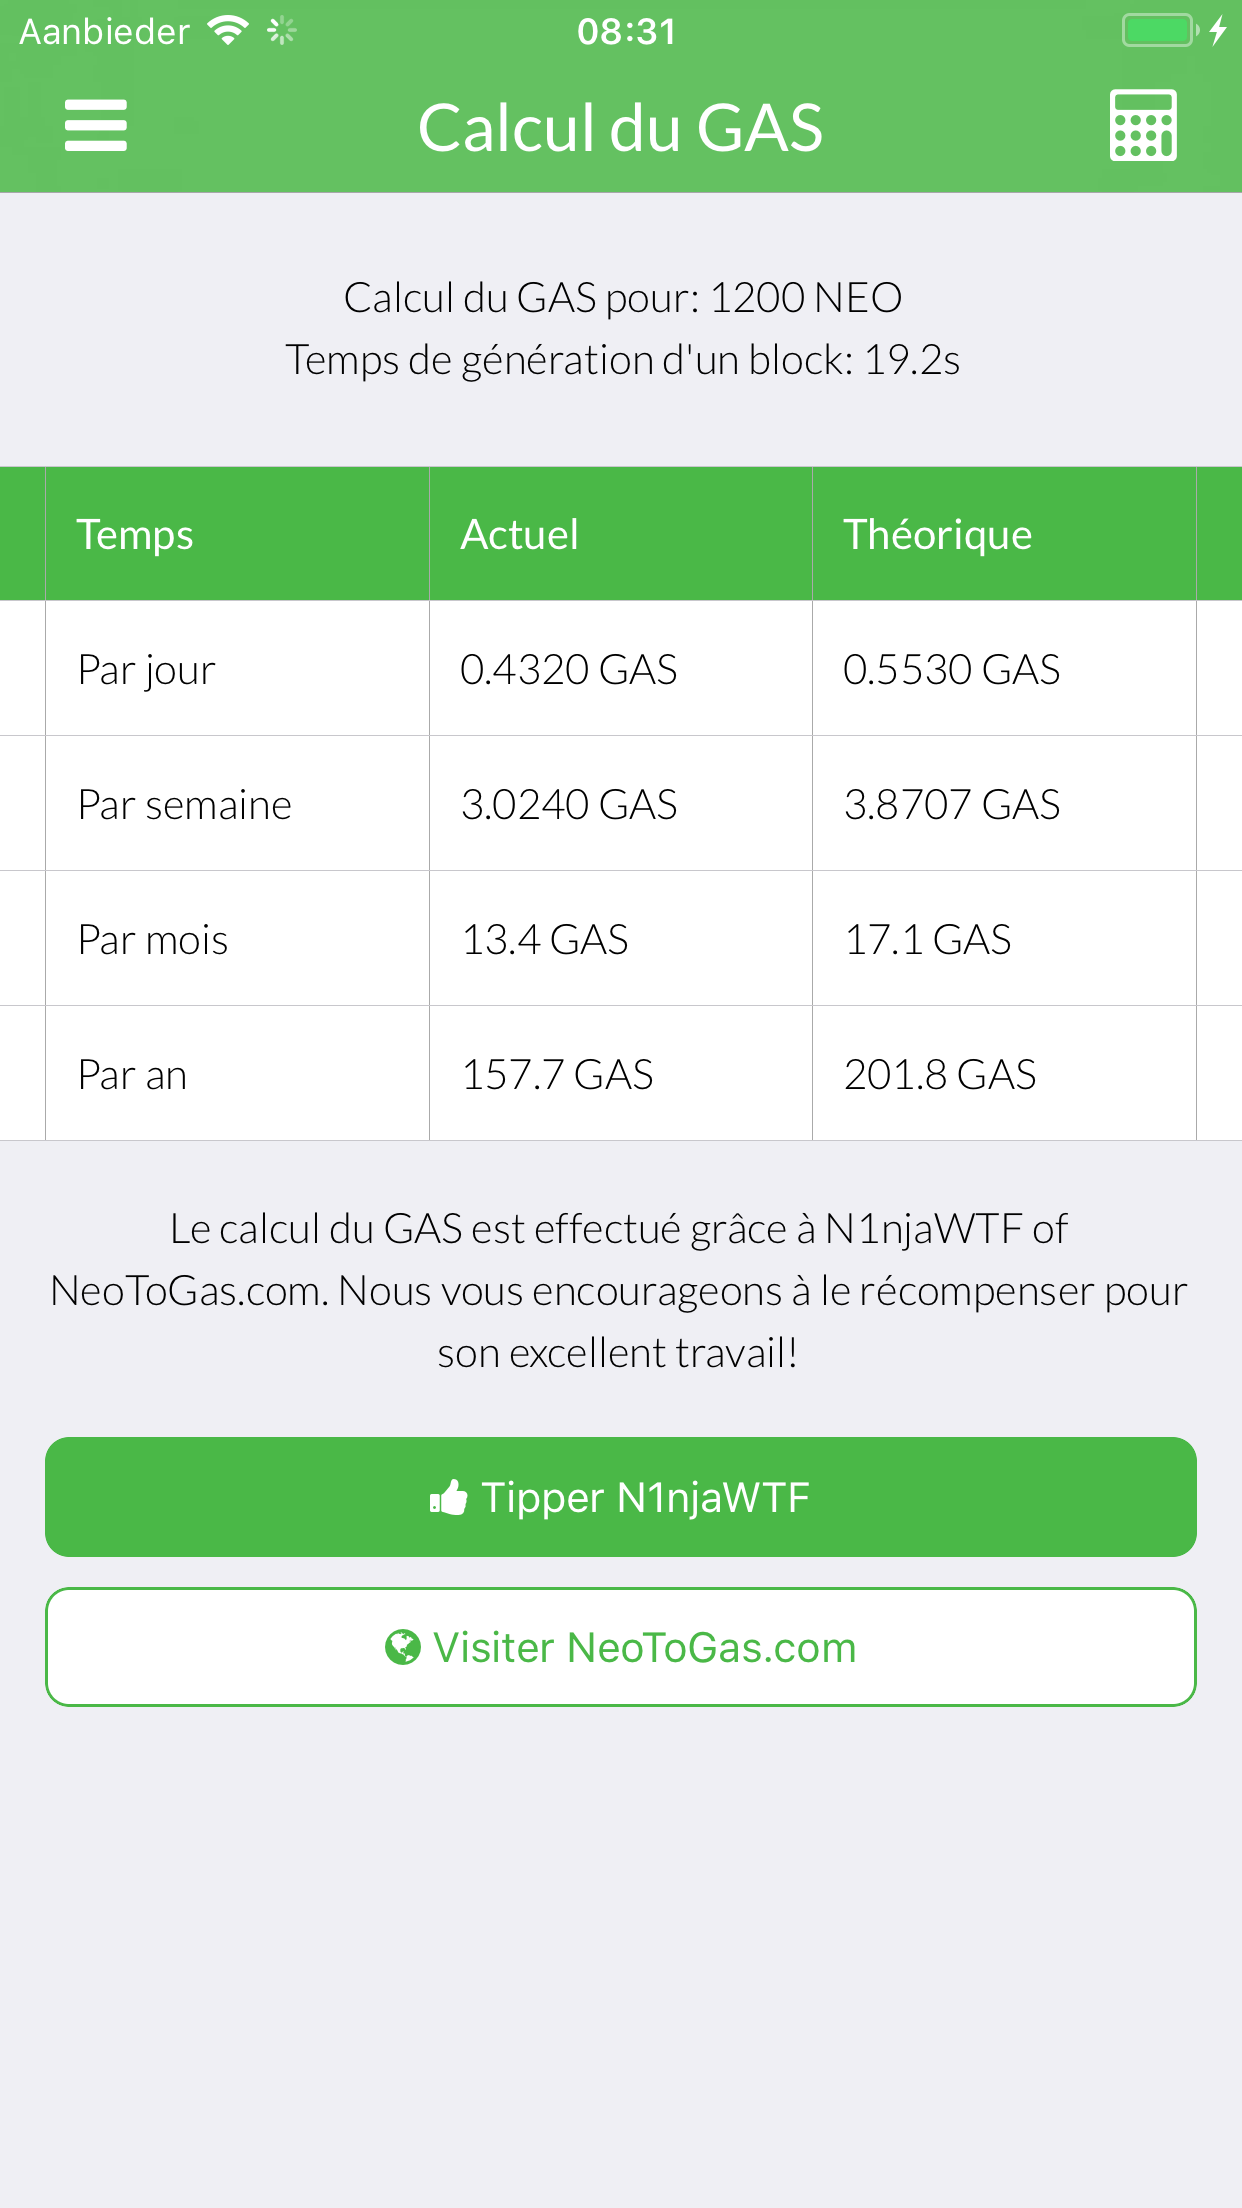 Aanbieder 08:31
Calcul du GAS
Calcul du GAS pour: 1200 NEO
Temps de génération d'un block: 19.2s
Temps Actuel Théorique
Par jour 0.4320 GAS 0.5530 GAS
Par semaine 3.0240 GAS 3.8707 GAS
Par mois 13.4 GAS 17.1 GAS
Par an 157.7 GAS 201.8 GAS
Le calcul du GAS est effectué grâce à N1njaWTF of
NeoToGas.com. Nous vous encourageons à le récompenser pour
son excellent travail!
Tipper N1njaWTF
Visiter NeoToGas.com